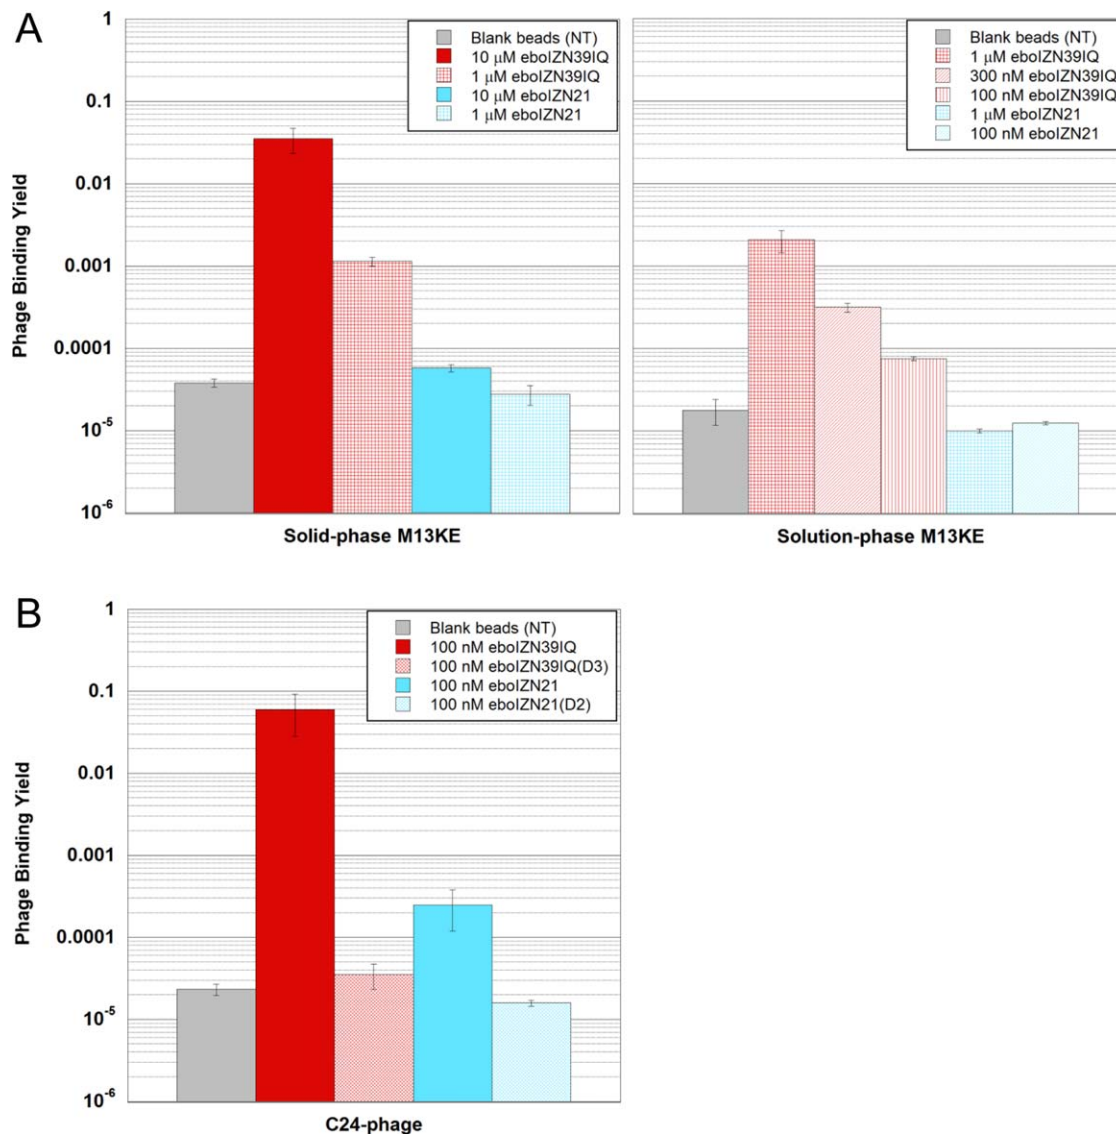 A
Phage Binding Yield
1
0.1
0.01
0.001
0.0001
10-5
10-6
Blank beads (NT)
10 μM eboIZN39IQ
1 μM eboIZN39IQ
10 μM eboIZN21
1 μM eboIZN21
Solid-phase M13KE
Blank beads (NT)
1 μM eboIZN39IQ
300 nM eboIZN39IQ
100 nM eboIZN39IQ
1 μM eboIZN21
100 nM eboIZN21
Solution-phase M13KE
B
Phage Binding Yield
1
0.1
0.01
0.001
0.0001
10-5
10-6
Blank beads (NT)
100 nM eboIZN39IQ
100 nM eboIZN39IQ(D3)
100 nM eboIZN21
100 nM eboIZN21(D2)
C24-phage